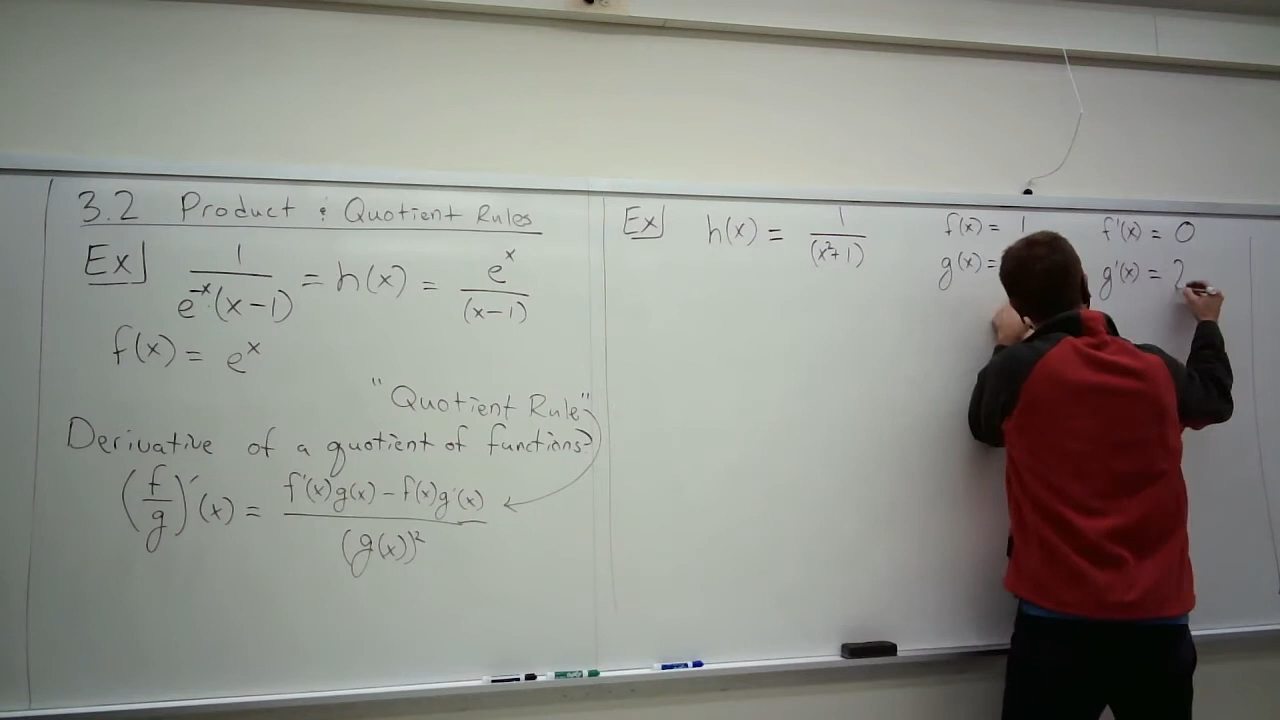 3.2 Product & Quotient Rules
Ex 1/(e^-x(x-1)) = h(x) = e^x/(x-1)
f(x) = e^x
"Quotient Rule"
Derivative of a quotient of functions?
(f/g)'(x) = (f'(x)g(x) - f(x)g'(x))/(g(x))²
Ex h(x) = 1/(x²+1)
f(x) = 1 f'(x) = 0
g(x) = g'(x) = 2